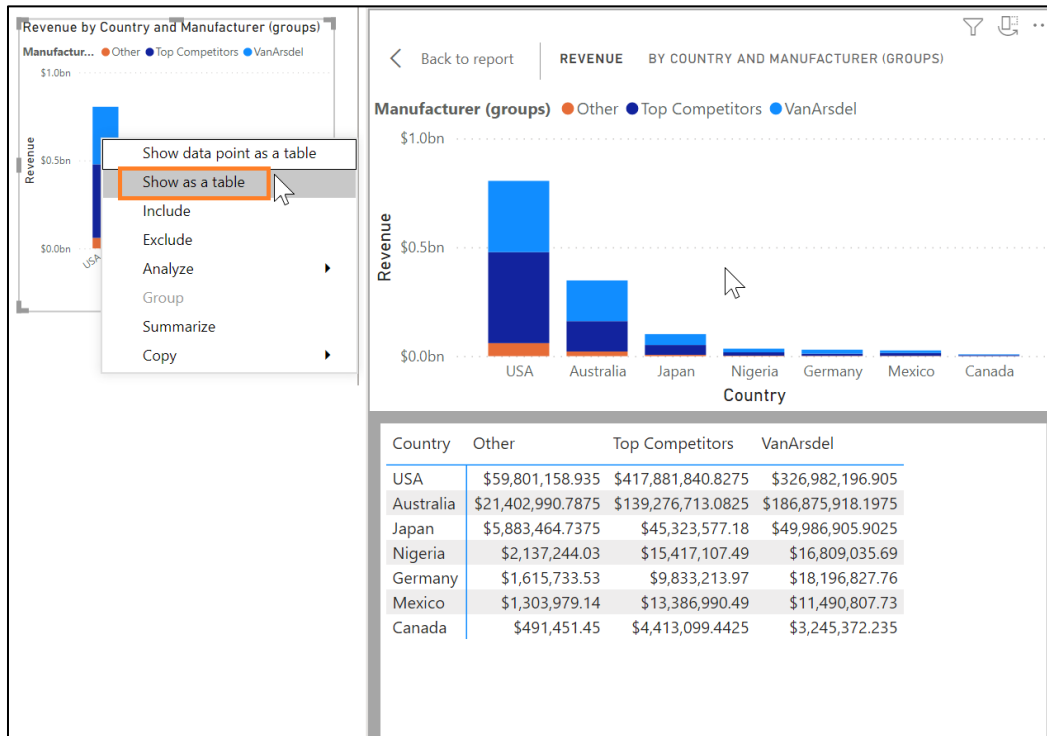 Revenue by Country and Manufacturer (groups)
Manufactur... Other Top Competitors VanArsdel
$1.0bn
$0.5bn
$0.0bn
Revenue
USA
Show data point as a table
Show as a table
Include
Exclude
Analyze
Group
Summarize
Copy
Back to report REVENUE BY COUNTRY AND MANUFACTURER (GROUPS)
Manufacturer (groups) Other Top Competitors VanArsdel
$1.0bn
$0.5bn
$0.0bn
Revenue
USA Australia Japan Nigeria Germany Mexico Canada
Country
Country Other Top Competitors VanArsdel
USA $59,801,158.935 $417,881,840.8275 $326,982,196.905
Australia $21,402,990.7875 $139,276,713.0825 $186,875,918.1975
Japan $5,883,464.7375 $45,323,577.18 $49,986,905.9025
Nigeria $2,137,244.03 $15,417,107.49 $16,809,035.69
Germany $1,615,733.53 $9,833,213.97 $18,196,827.76
Mexico $1,303,979.14 $13,386,990.49 $11,490,807.73
Canada $491,451.45 $4,413,099.4425 $3,245,372.235